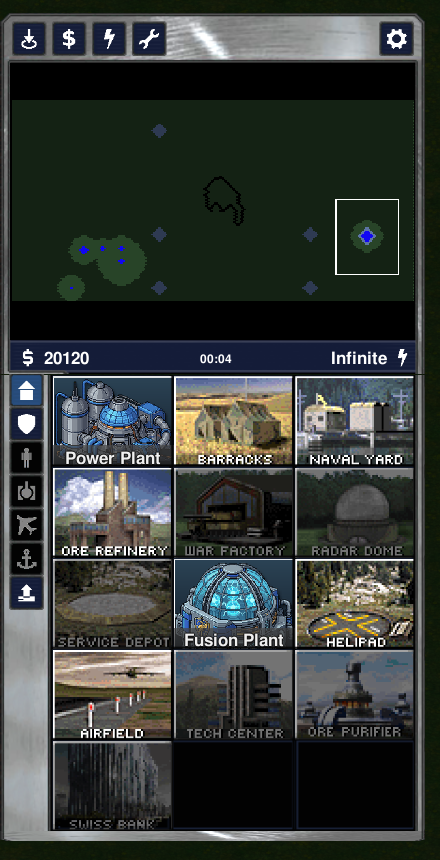 $ 20120 00:04 Infinite
Power Plant BARRACKS NAVAL YARD
ORE REFINERY WAR FACTORY RADAR DOME
SERVICE DEPOT Fusion Plant HELIPAD
AIRFIELD TECH CENTER ORE PURIFIER
SWISS BANK